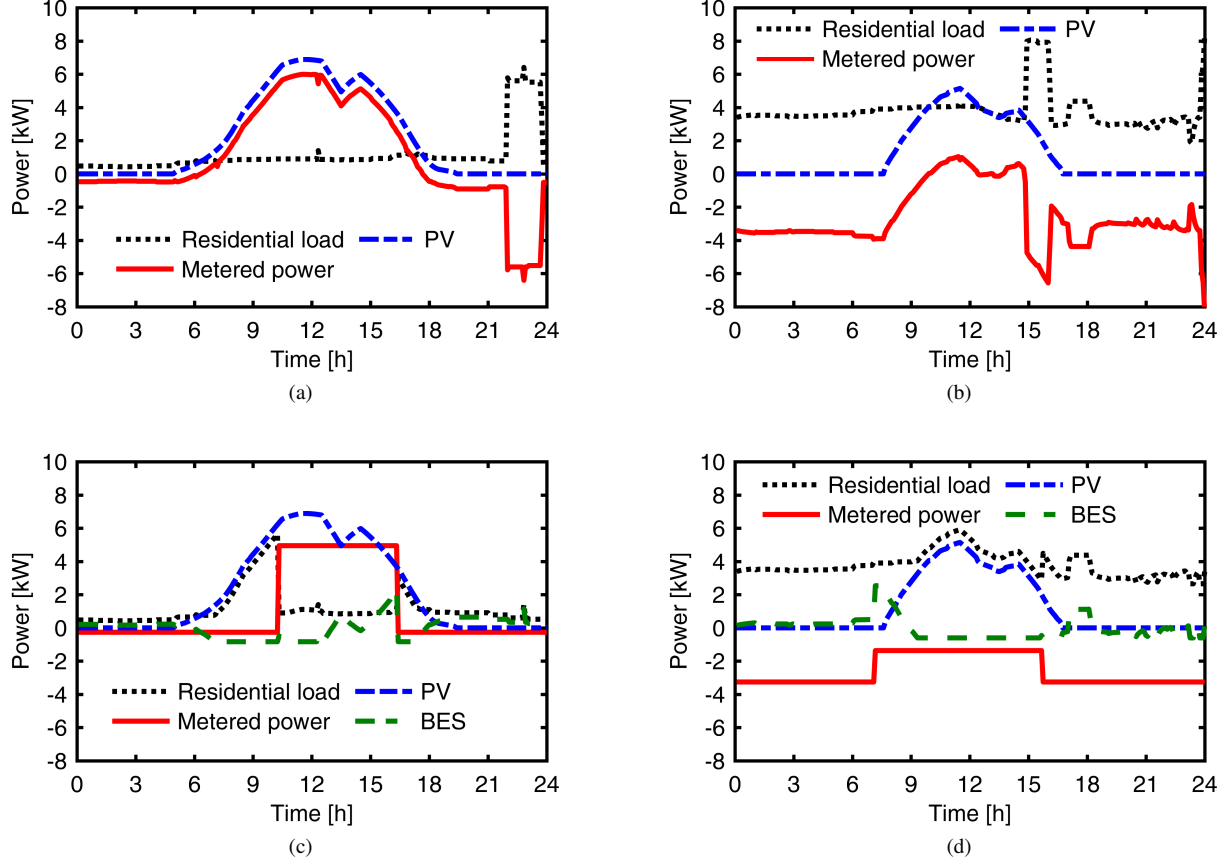 10
8
6
4
2
0
-2
-4
-6
-8
Power [kW]
Residential load PV
Metered power
0 3 6 9 12 15 18 21 24
Time [h]
(a)
10
8
6
4
2
0
-2
-4
-6
-8
Power [kW]
Residential load PV
Metered power
0 3 6 9 12 15 18 21 24
Time [h]
(b)
10
8
6
4
2
0
-2
-4
-6
-8
Power [kW]
Residential load PV
Metered power BES
0 3 6 9 12 15 18 21 24
Time [h]
(c)
10
8
6
4
2
0
-2
-4
-6
-8
Power [kW]
Residential load PV
Metered power BES
0 3 6 9 12 15 18 21 24
Time [h]
(d)